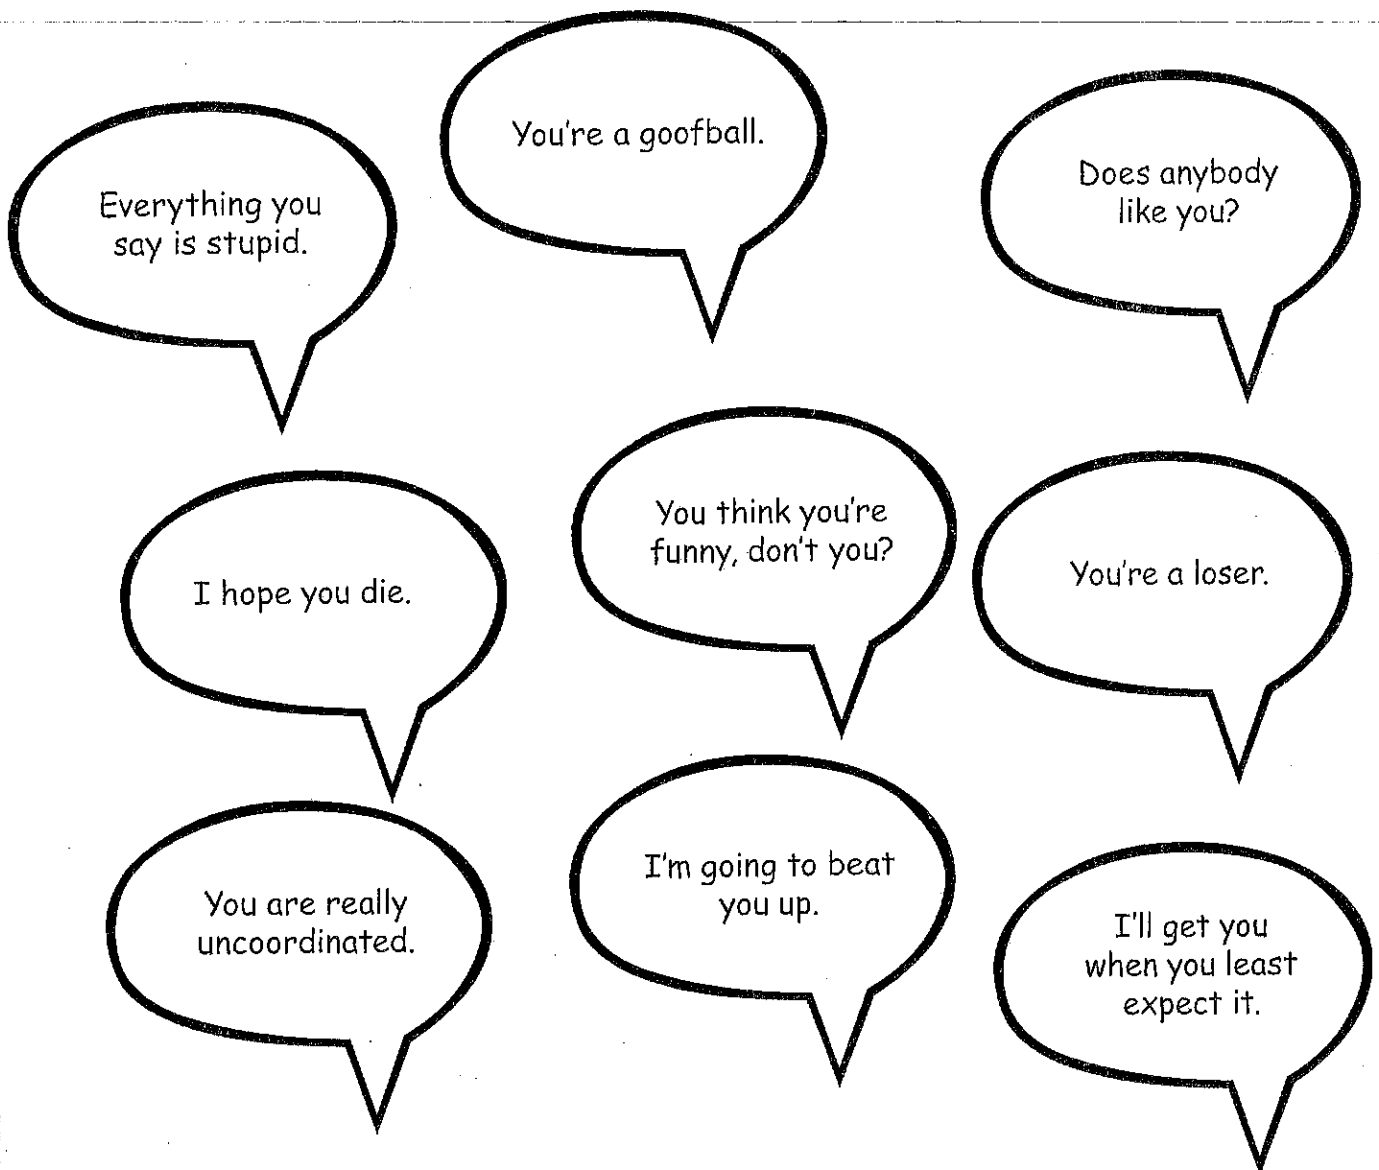 You're a goofball.
Everything you
say is stupid.
Does anybody
like you?
I hope you die.
You think you're
funny, don't you?
You're a loser.
You are really
uncoordinated.
I'm going to beat
you up.
I'll get you
when you least
expect it.